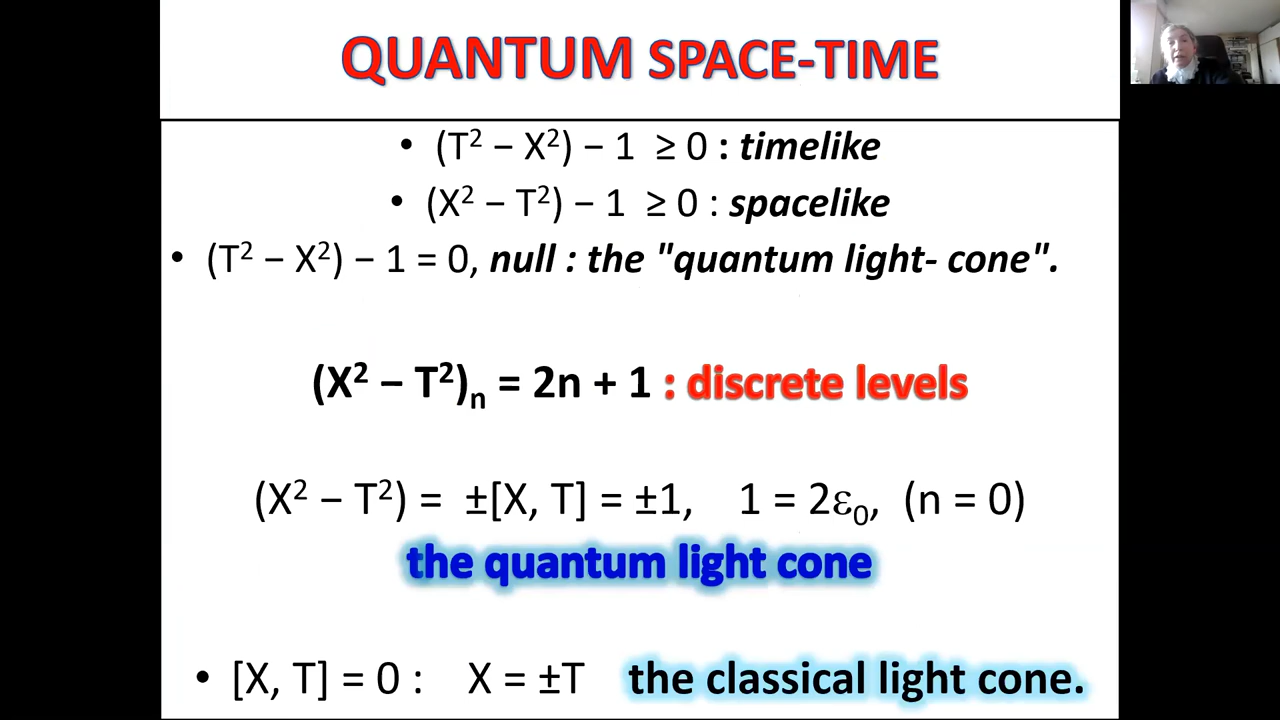 QUANTUM SPACE-TIME
• (T² − X²) − 1 ≥ 0 : timelike
• (X² − T²) − 1 ≥ 0 : spacelike
• (T² − X²) − 1 = 0, null : the "quantum light- cone".
(X² − T²)ₙ = 2n + 1 : discrete levels
(X² − T²) = ±[X, T] = ±1, 1 = 2ε₀, (n = 0)
the quantum light cone
• [X, T] = 0 : X = ±T the classical light cone.